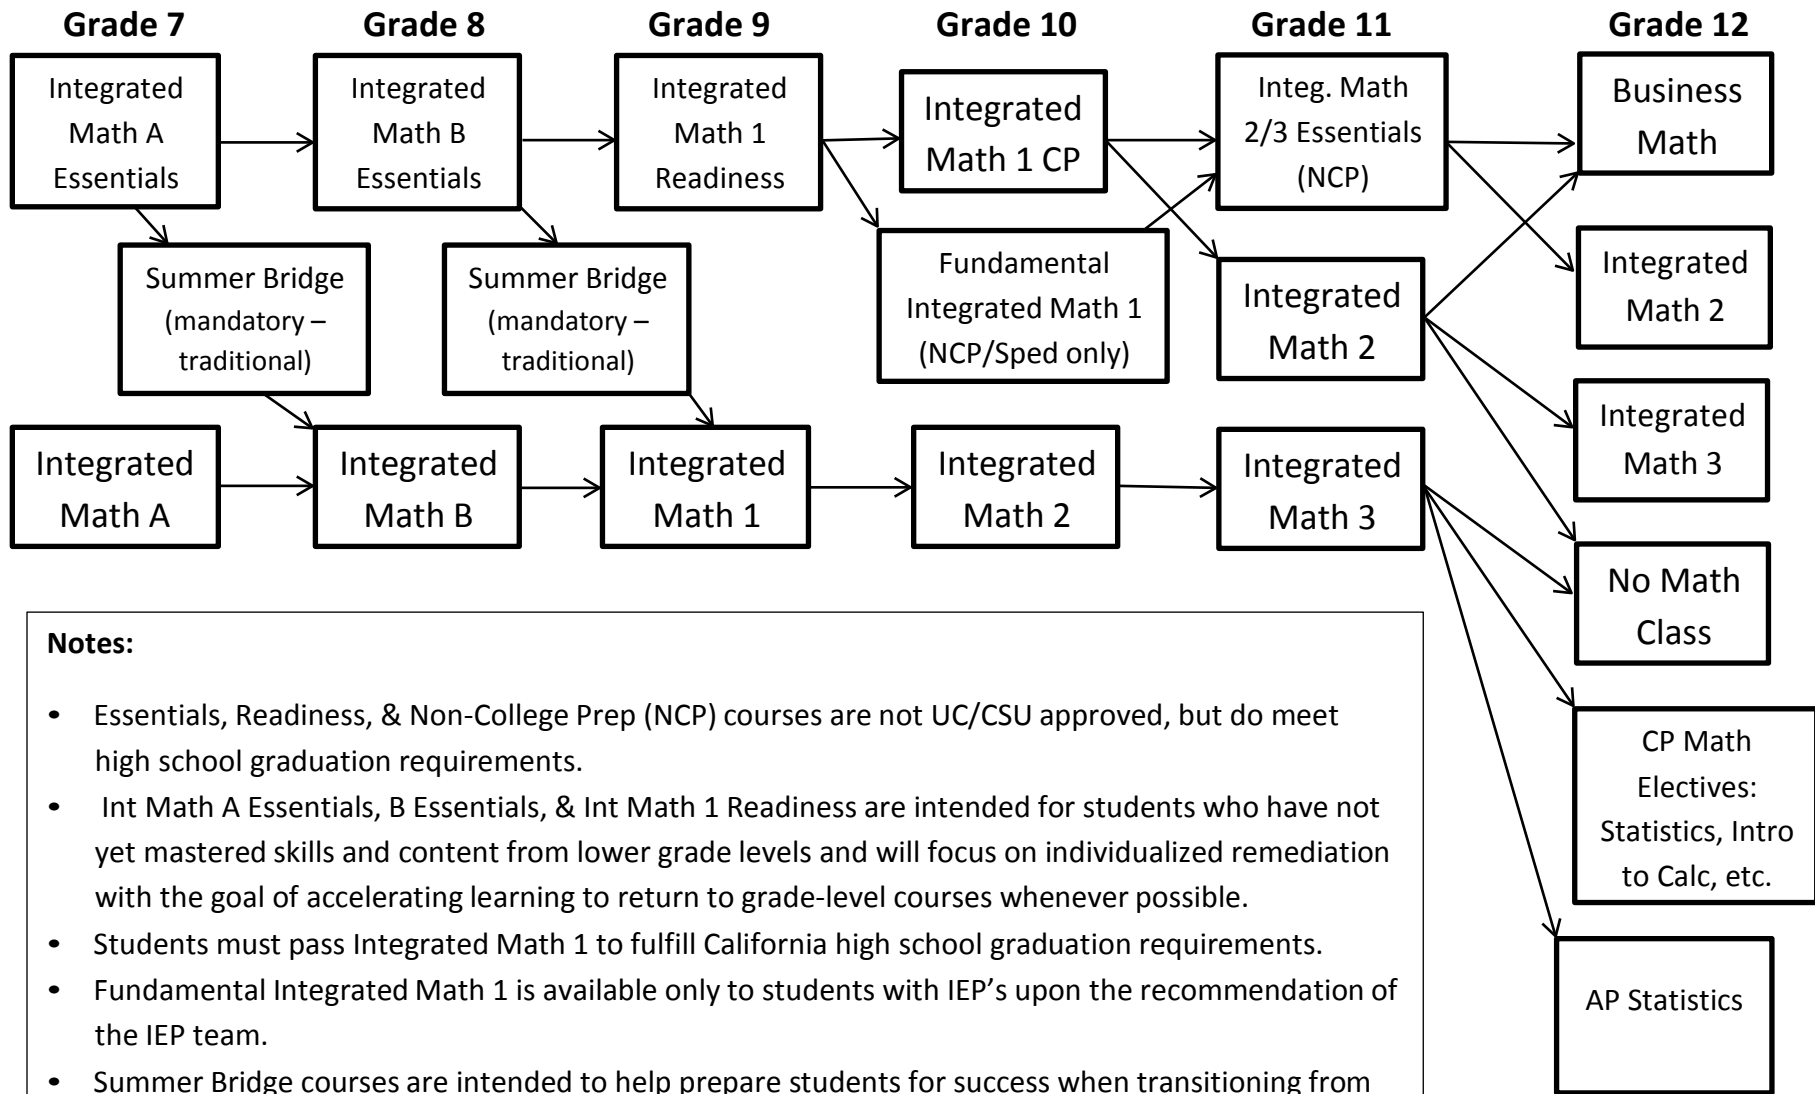 Grade 7
Grade 8
Grade 9
Grade 10
Grade 11
Grade 12
Integrated
Math A
Essentials
Integrated
Math B
Essentials
Integrated
Math 1
Readiness
Integrated
Math 1 CP
Integ. Math
2/3 Essentials
(NCP)
Business
Math
Summer Bridge
(mandatory –
traditional)
Summer Bridge
(mandatory –
traditional)
Fundamental
Integrated Math 1
(NCP/Sped only)
Integrated
Math 2
Integrated
Math 2
Integrated
Math 3
Integrated
Math A
Integrated
Math B
Integrated
Math 1
Integrated
Math 2
Integrated
Math 3
No Math
Class
CP Math
Electives:
Statistics, Intro
to Calc, etc.
AP Statistics
Notes:
• Essentials, Readiness, & Non-College Prep (NCP) courses are not UC/CSU approved, but do meet
high school graduation requirements.
• Int Math A Essentials, B Essentials, & Int Math 1 Readiness are intended for students who have not
yet mastered skills and content from lower grade levels and will focus on individualized remediation
with the goal of accelerating learning to return to grade-level courses whenever possible.
• Students must pass Integrated Math 1 to fulfill California high school graduation requirements.
• Fundamental Integrated Math 1 is available only to students with IEP's upon the recommendation of
the IEP team.
• Summer Bridge courses are intended to help prepare students for success when transitioning from